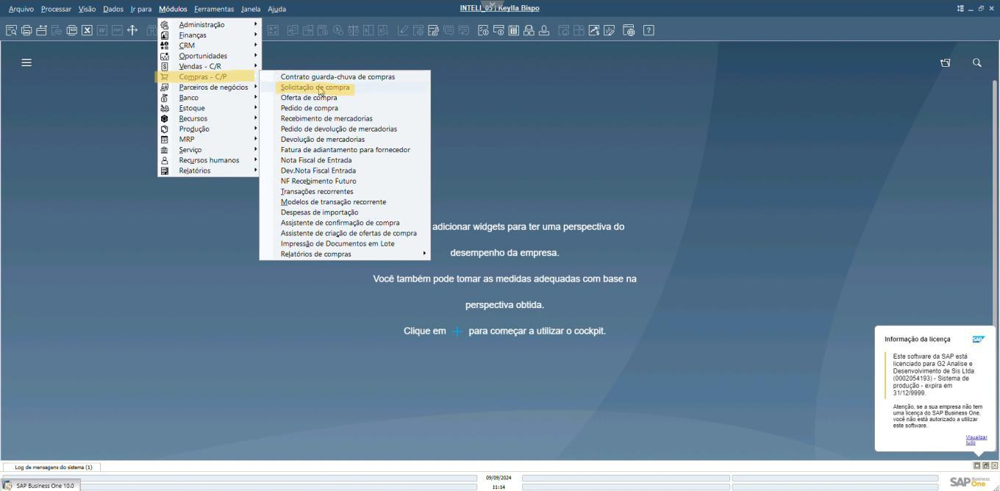 INTELI_05 | Keylla Bispo
Arquivo Processar Visão Dados Ir para Módulos Ferramentas Janela Ajuda
Administração
Finanças
CRM
Oportunidades
Vendas - C/R
Compras - C/P
Parceiros de negócios
Banco
Estoque
Recursos
Produção
MRP
Serviço
Recursos humanos
Relatórios
Contrato guarda-chuva de compras
Solicitação de compra
Oferta de compra
Pedido de compra
Recebimento de mercadorias
Pedido de devolução de mercadorias
Devolução de mercadorias
Fatura de adiantamento para fornecedor
Nota Fiscal de Entrada
Dev.Nota Fiscal Entrada
NF Recebimento Futuro
Transações recorrentes
Modelos de transação recorrente
Despesas de importação
Assistente de confirmação de compra
Assistente de criação de ofertas de compra
Impressão de Documentos em Lote
Relatórios de compras
adicionar widgets para ter uma perspectiva do
desempenho da empresa.
Você também pode tomar as medidas adequadas com base na
perspectiva obtida.
Clique em + para começar a utilizar o cockpit.
Informação da licença SAP
Este software da SAP está
licenciado para G2 Analise e
Desenvolvimento de Sis Ltda
(0002054193) - Sistema de
produção - expira em
31/12/9999.
Atenção, se a sua empresa não tem
uma licença do SAP Business One,
você não está autorizado a utilizar
este software.
Visualizar
tudo
Log de mensagens do sistema (1)
09/09/2024
11:14
SAP Business One 10.0
SAP Business
One